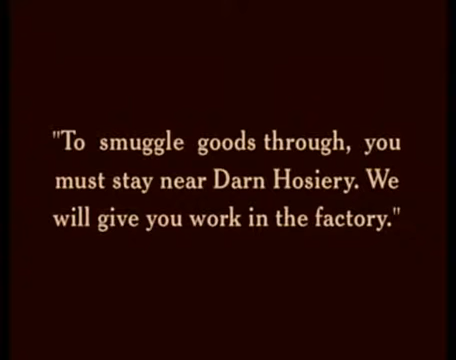 "To smuggle goods through, you
must stay near Darn Hosiery. We
will give you work in the factory."